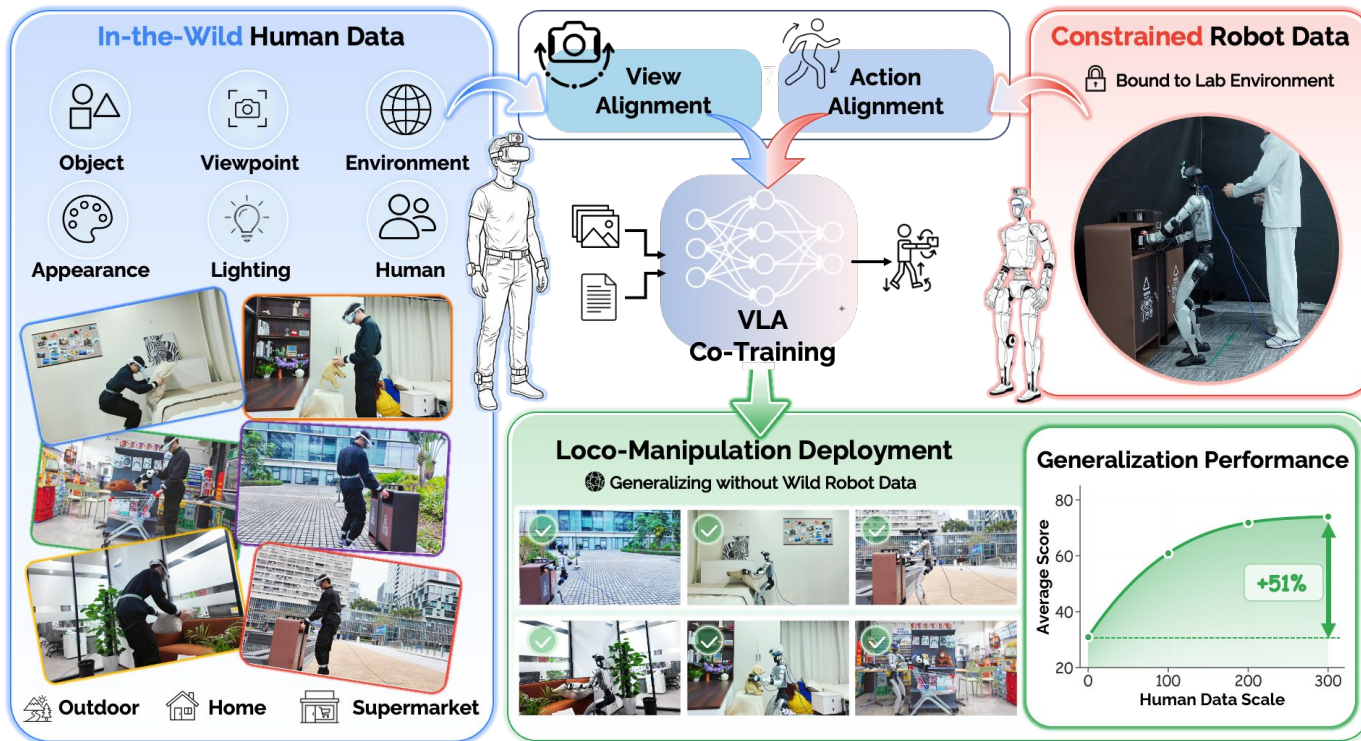 In-the-Wild Human Data
Object
Viewpoint
Environment
Appearance
Lighting
Human
Outdoor
Home
Supermarket
View
Alignment
Action
Alignment
VLA
Co-Training
Constrained Robot Data
Bound to Lab Environment
Loco-Manipulation Deployment
Generalizing without Wild Robot Data
Generalization Performance
Average Score
80
60
40
20
+51%
0
100
200
300
Human Data Scale